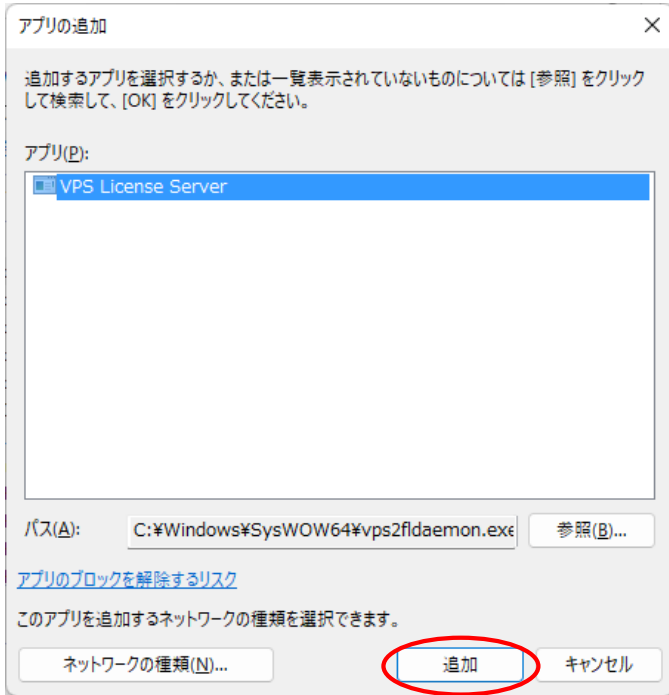 アプリの追加
追加するアプリを選択するか、または一覧表示されていないものについては [参照] をクリック
して検索して、[OK] をクリックしてください。
アプリ(P):
VPS License Server
パス(A):
C:¥Windows¥SysWOW64¥vps2fldaemon.exe
参照(B)...
アプリのブロックを解除するリスク
このアプリを追加するネットワークの種類を選択できます。
ネットワークの種類(N)...
追加
キャンセル